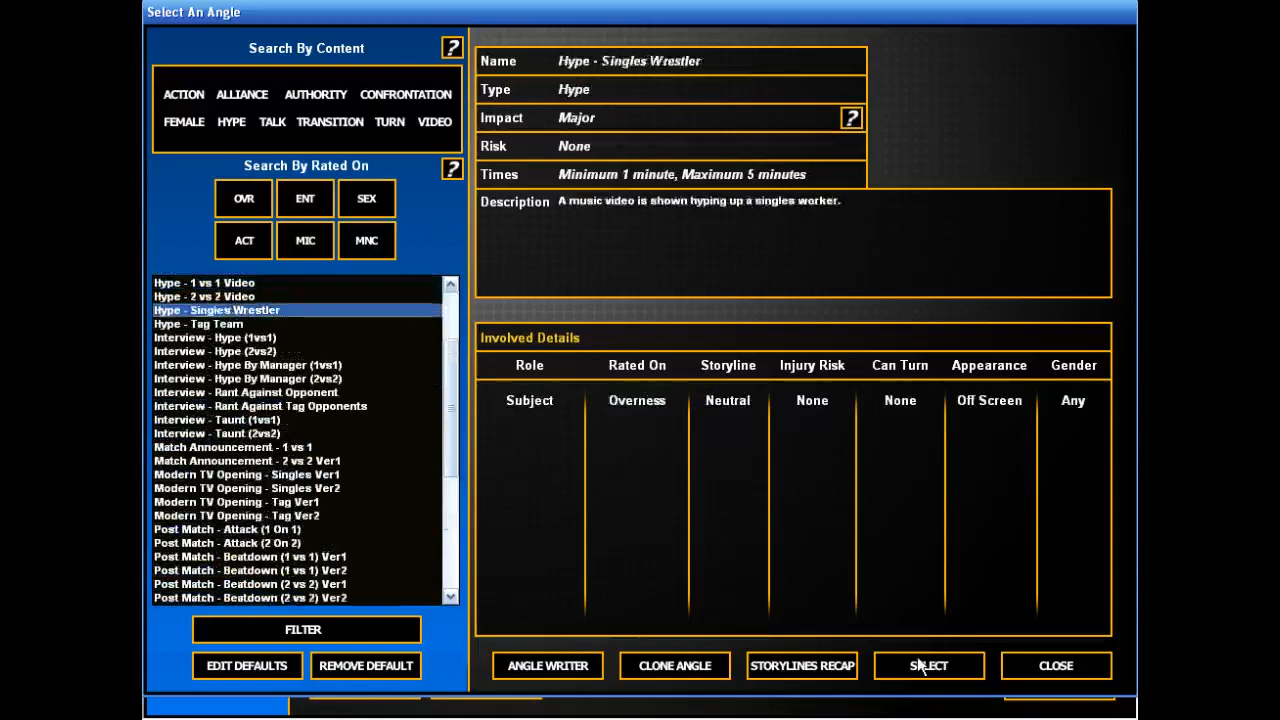 Select An Angle
Search By Content
?
ACTION ALLIANCE AUTHORITY CONFRONTATION
FEMALE HYPE TALK TRANSITION TURN VIDEO
Search By Rated On
?
OVR ENT SEX
ACT MIC MNC
Hype - 1 vs 1 Video
Hype - 2 vs 2 Video
Hype - Singles Wrestler
Hype - Tag Team
Interview - Hype (1vs1)
Interview - Hype (2vs2)
Interview - Hype By Manager (1vs1)
Interview - Hype By Manager (2vs2)
Interview - Rant Against Opponent
Interview - Rant Against Tag Opponents
Interview - Taunt (1vs1)
Interview - Taunt (2vs2)
Match Announcement - 1 vs 1
Match Announcement - 2 vs 2 Ver1
Modern TV Opening - Singles Ver1
Modern TV Opening - Singles Ver2
Modern TV Opening - Tag Ver1
Modern TV Opening - Tag Ver2
Post Match - Attack (1 On 1)
Post Match - Attack (2 On 2)
Post Match - Beatdown (1 vs 1) Ver1
Post Match - Beatdown (1 vs 1) Ver2
Post Match - Beatdown (2 vs 2) Ver1
Post Match - Beatdown (2 vs 2) Ver2
FILTER
EDIT DEFAULTS REMOVE DEFAULT
Name Hype - Singles Wrestler
Type Hype
Impact Major ?
Risk None
Times Minimum 1 minute, Maximum 5 minutes
Description A music video is shown hyping up a singles worker.
Involved Details
Role Rated On Storyline Injury Risk Can Turn Appearance Gender
Subject Overness Neutral None None Off Screen Any
ANGLE WRITER CLONE ANGLE STORYLINES RECAP SELECT CLOSE